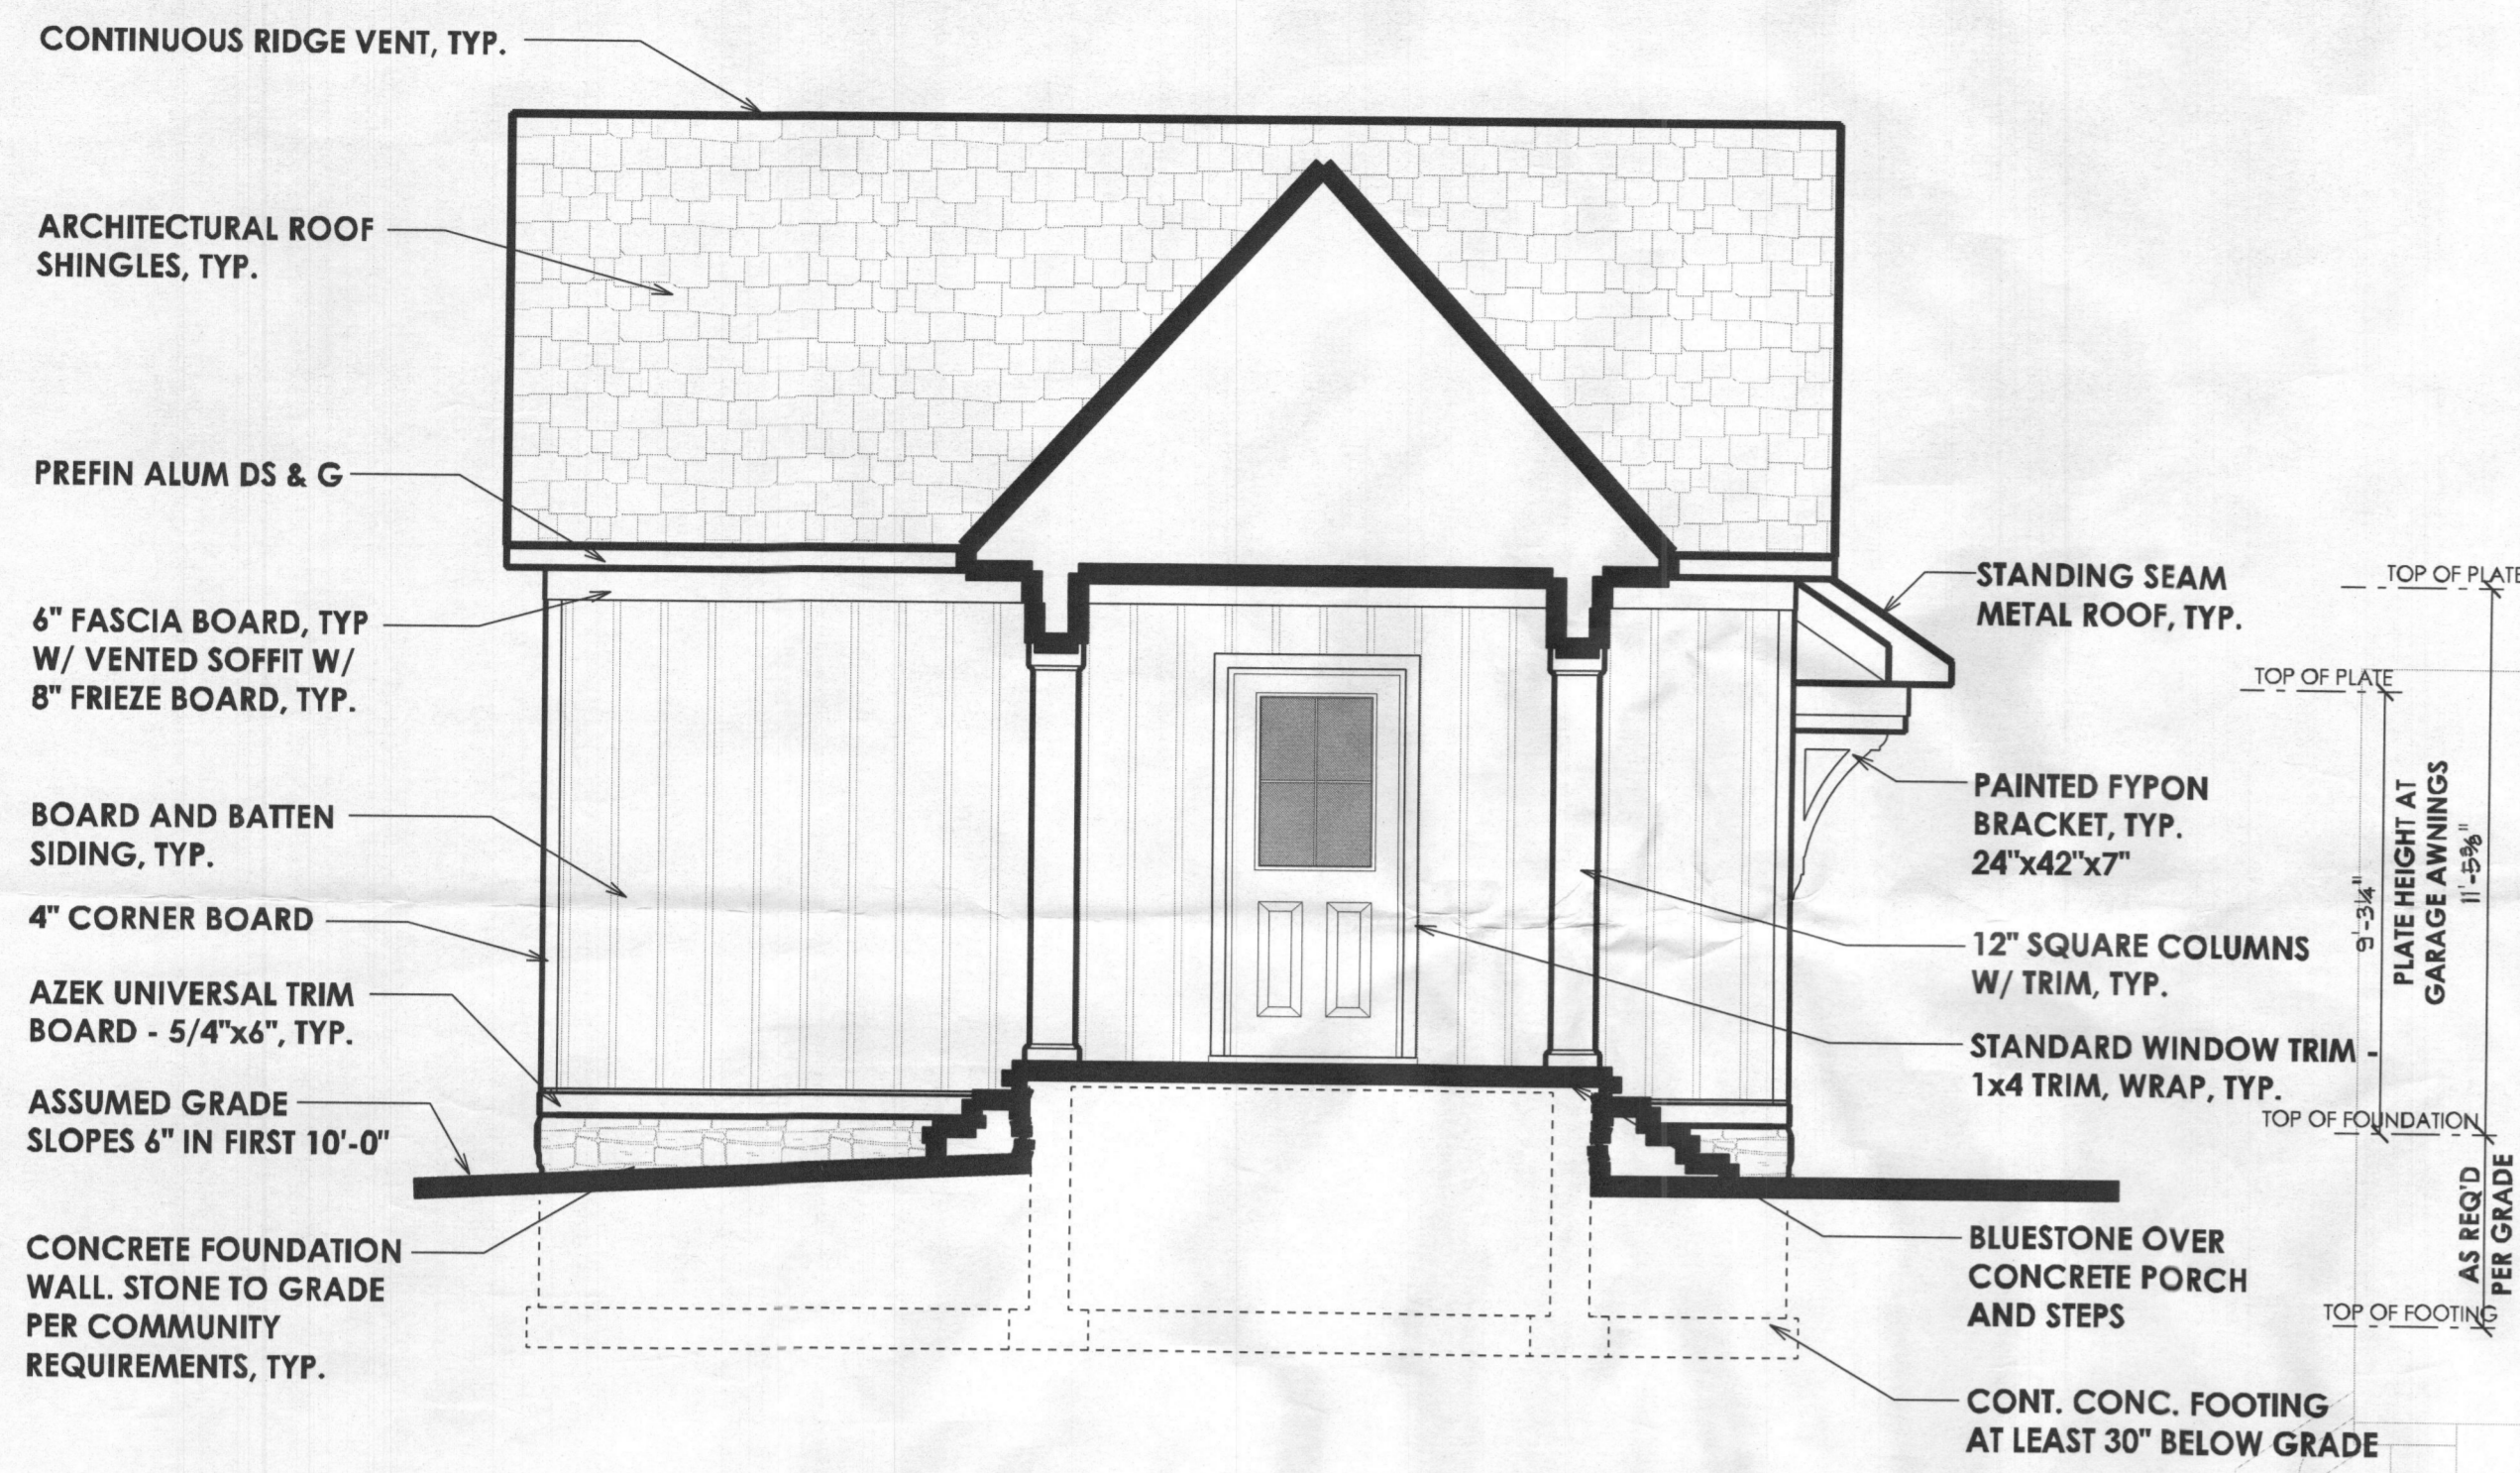 CONTINUOUS RIDGE VENT, TYP.
ARCHITECTURAL ROOF
SHINGLES, TYP.
PREFIN ALUM DS & G
6" FASCIA BOARD, TYP
W/ VENTED SOFFIT W/
8" FRIEZE BOARD, TYP.
BOARD AND BATTEN
SIDING, TYP.
4" CORNER BOARD
AZEK UNIVERSAL TRIM
BOARD - 5/4"x6", TYP.
ASSUMED GRADE
SLOPES 6" IN FIRST 10'-0"
CONCRETE FOUNDATION
WALL. STONE TO GRADE
PER COMMUNITY
REQUIREMENTS, TYP.
STANDING SEAM
METAL ROOF, TYP.
PAINTED FYPON
BRACKET, TYP.
24"x42"x7"
12" SQUARE COLUMNS
W/ TRIM, TYP.
STANDARD WINDOW TRIM -
1x4 TRIM, WRAP, TYP.
BLUESTONE OVER
CONCRETE PORCH
AND STEPS
CONT. CONC. FOOTING
AT LEAST 30" BELOW GRADE
TOP OF PLATE
TOP OF PLATE
9'-3¼"
PLATE HEIGHT AT
GARAGE AWNINGS
11'-5⅝"
TOP OF FOUNDATION
AS REQ'D
PER GRADE
TOP OF FOOTING